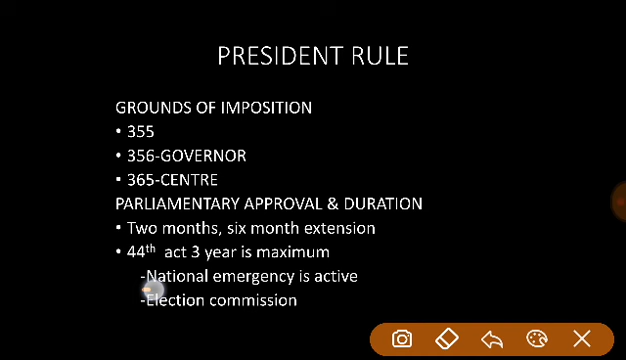 PRESIDENT RULE
GROUNDS OF IMPOSITION
• 355
• 356-GOVERNOR
• 365-CENTRE
PARLIAMENTARY APPROVAL & DURATION
• Two months, six month extension
• 44th act 3 year is maximum
-National emergency is active
-Election commission